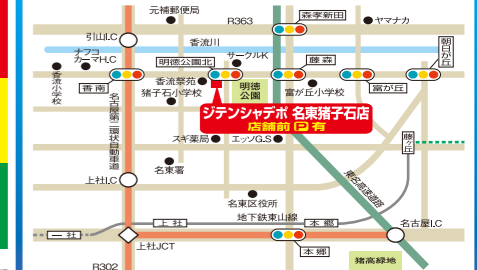 元補郵便局
R363
森孝新田
ヤマナカ
引山I.C
香流川
朝日が丘
ナフコ
カーマH.C
サークルK
明徳公園北
藤森
香流小学校
香流琴苑
香南
猪子石小学校
明徳
公園
富が丘小学校
富が丘
ジテンシャデポ 名東猪子石店
店舗前 P 有
名古屋第二環状自動車道
スギ薬局
エッソG.S
藤ヶ丘
名東署
上社I.C
東名高速道路
名東区役所
地下鉄東山線
一社
上社
本郷
名古屋I.C
上社JCT
本郷
猪高緑地
R302